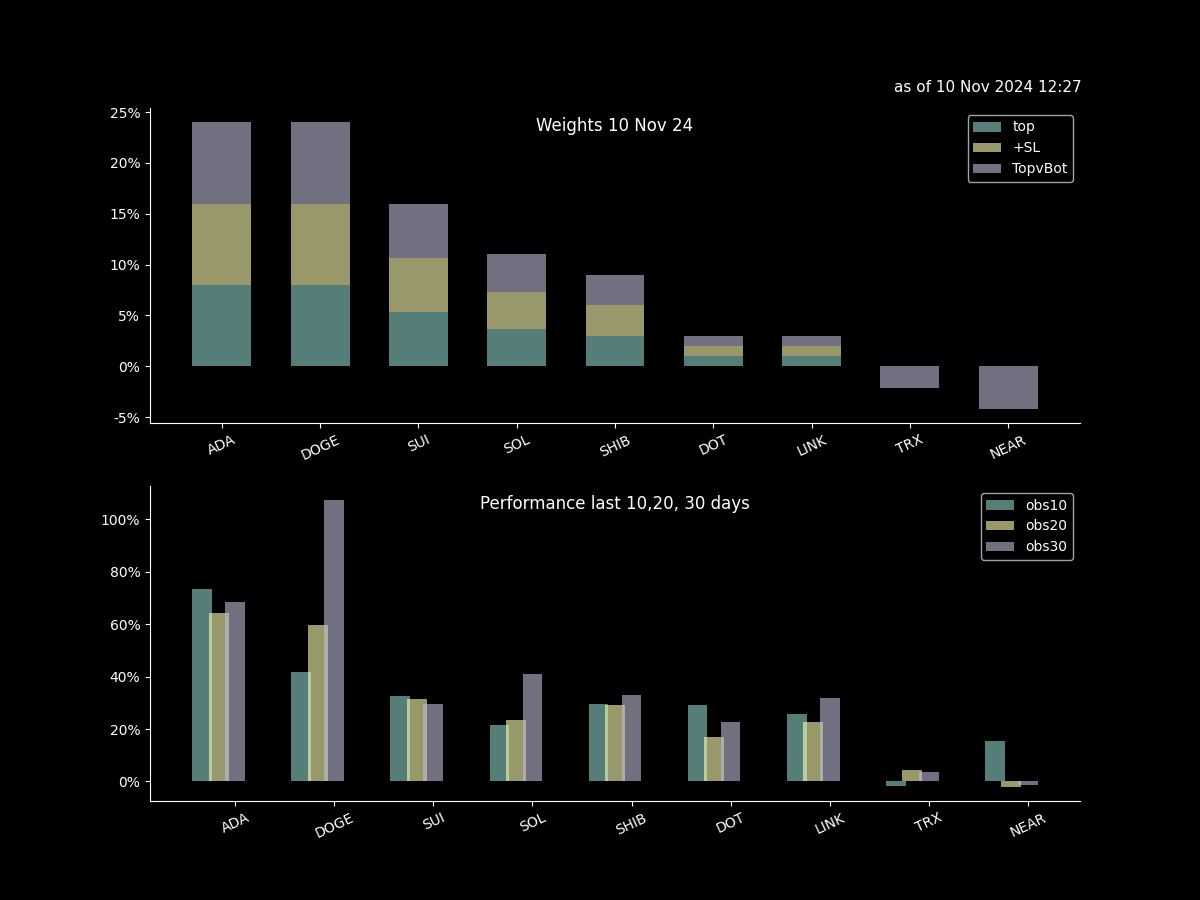 as of 10 Nov 2024 12:27
Weights 10 Nov 24
top
+SL
TopvBot
25%
20%
15%
10%
5%
0%
-5%
ADA DOGE SUI SOL SHIB DOT LINK TRX NEAR
Performance last 10,20, 30 days
obs10
obs20
obs30
100%
80%
60%
40%
20%
0%
ADA DOGE SUI SOL SHIB DOT LINK TRX NEAR